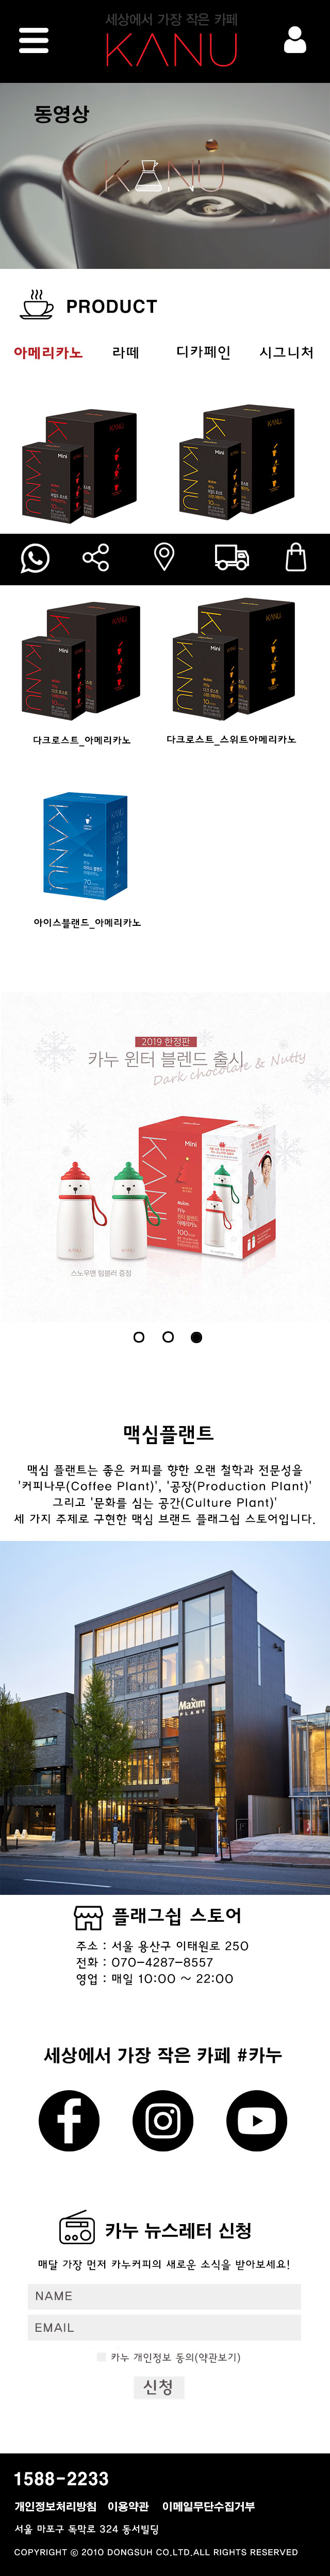 세상에서 가장 작은 카페
KANU
동영상
KANU
PRODUCT
아메리카노 라떼 디카페인 시그니처
KANU
Mini
KANU
Mini
KANU
Mini
KANU
Mini
다크로스트_아메리카노 다크로스트_스위트아메리카노
KANU
아이스블랜드_아메리카노
2019 한정판
카누 윈터 블렌드 출시
Dark chocolate & Nutty
Mini
KANU
스노우맨 텀블러 증정
맥심플랜트
맥심 플랜트는 좋은 커피를 향한 오랜 철학과 전문성을
'커피나무(Coffee Plant)', '공장(Production Plant)'
그리고 '문화를 심는 공간(Culture Plant)'
세 가지 주제로 구현한 맥심 브랜드 플래그쉽 스토어입니다.
Maxim
PLANT
플래그쉽 스토어
주소 : 서울 용산구 이태원로 250
전화 : 070-4287-8557
영업 : 매일 10:00 ~ 22:00
세상에서 가장 작은 카페 #카누
카누 뉴스레터 신청
매달 가장 먼저 카누커피의 새로운 소식을 받아보세요!
NAME
EMAIL
카누 개인정보 동의(약관보기)
신청
1588-2233
개인정보처리방침 이용약관 이메일무단수집거부
서울 마포구 독막로 324 동서빌딩
COPYRIGHT ⓒ 2010 DONGSUH CO.LTD.ALL RIGHTS RESERVED